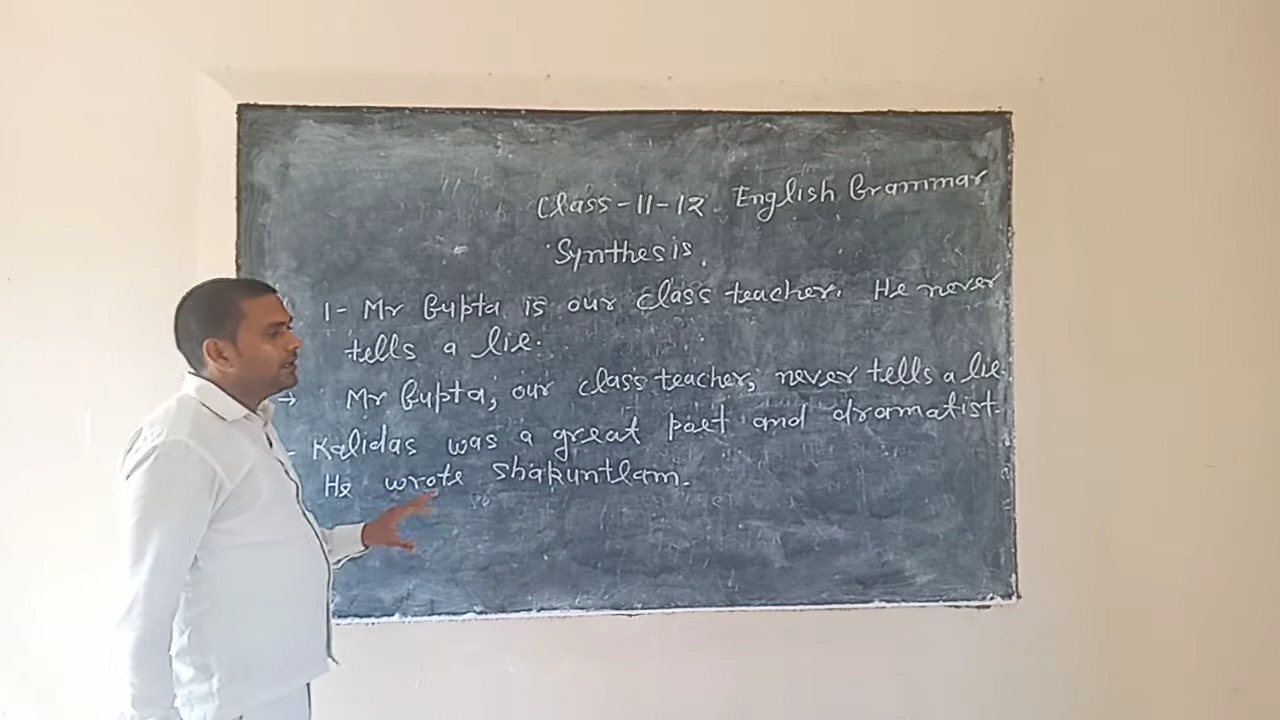 Class-11-12. English Grammar
Synthesis.
1- Mr Gupta is our class teacher. He never
tells a lie.
→ Mr Gupta, our class teacher, never tells a lie.
- Kalidas was a great poet and dramatist.
He wrote shakuntlam.